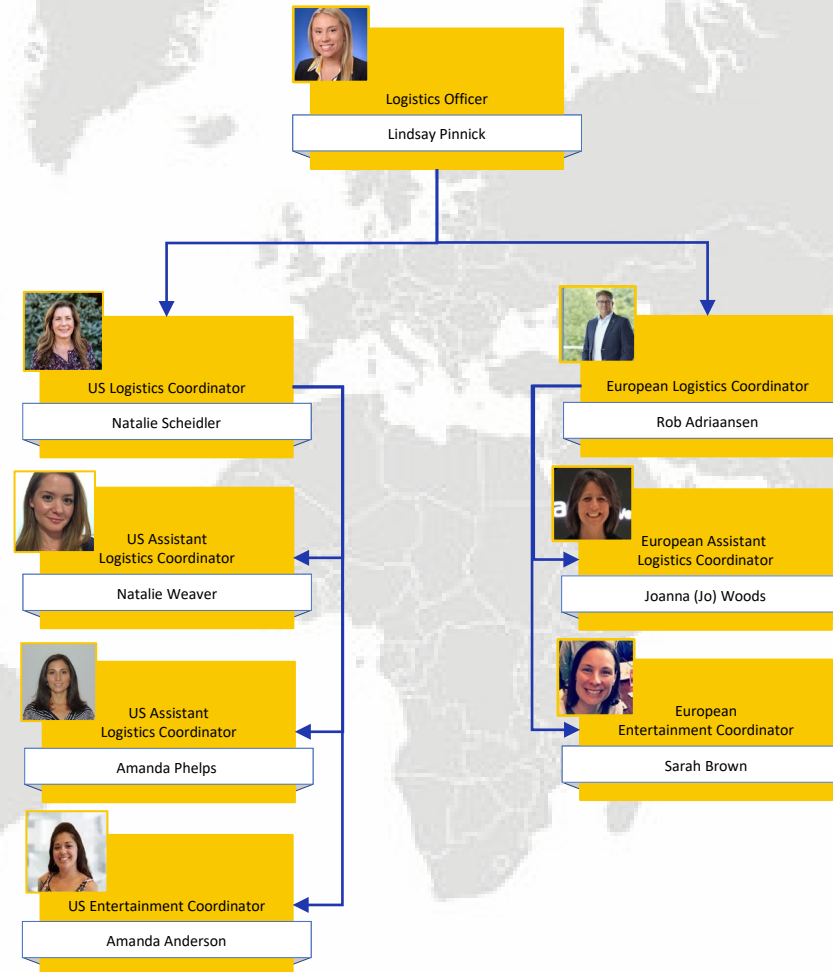 Logistics Officer
Lindsay Pinnick
US Logistics Coordinator
Natalie Scheidler
European Logistics Coordinator
Rob Adriaansen
US Assistant
Logistics Coordinator
Natalie Weaver
European Assistant
Logistics Coordinator
Joanna (Jo) Woods
US Assistant
Logistics Coordinator
Amanda Phelps
European
Entertainment Coordinator
Sarah Brown
US Entertainment Coordinator
Amanda Anderson